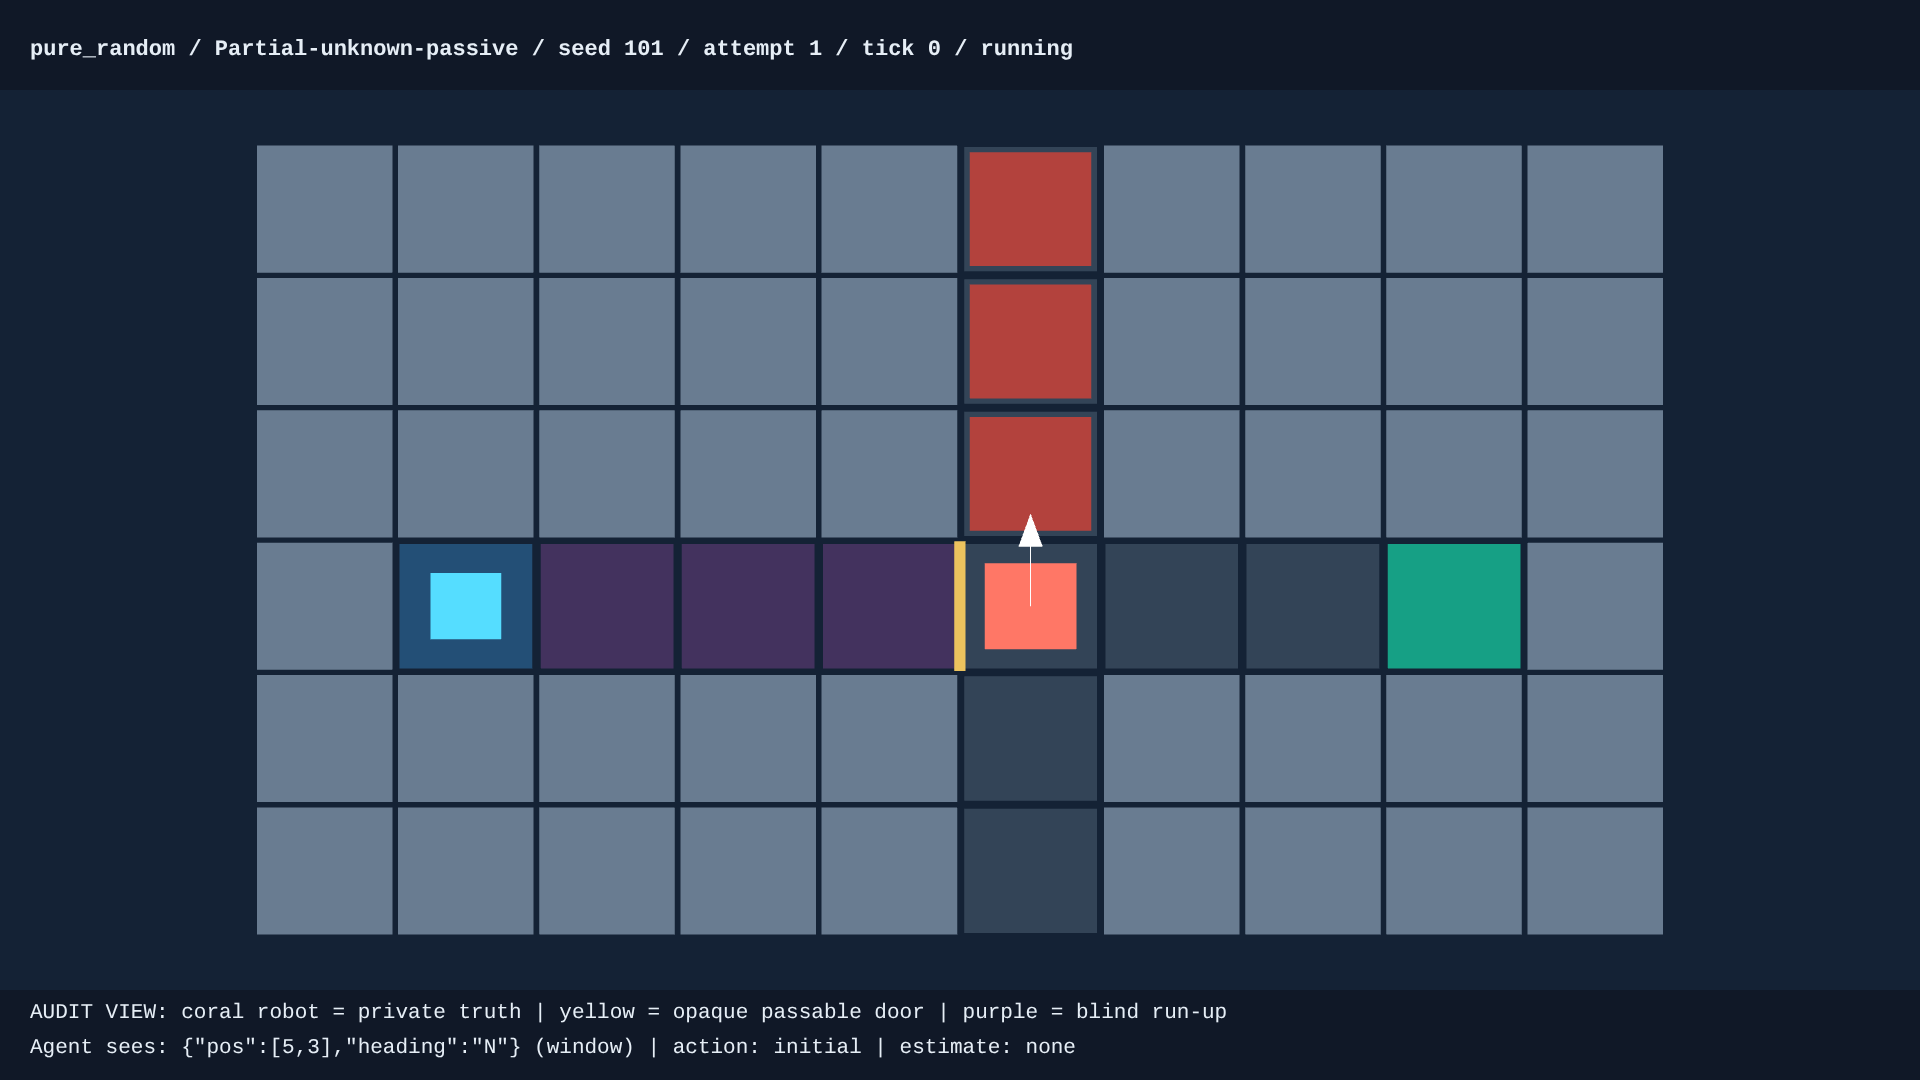 pure_random / Partial-unknown-passive / seed 101 / attempt 1 / tick 0 / running
AUDIT VIEW: coral robot = private truth | yellow = opaque passable door | purple = blind run-up
Agent sees: {"pos":[5,3],"heading":"N"} (window) | action: initial | estimate: none